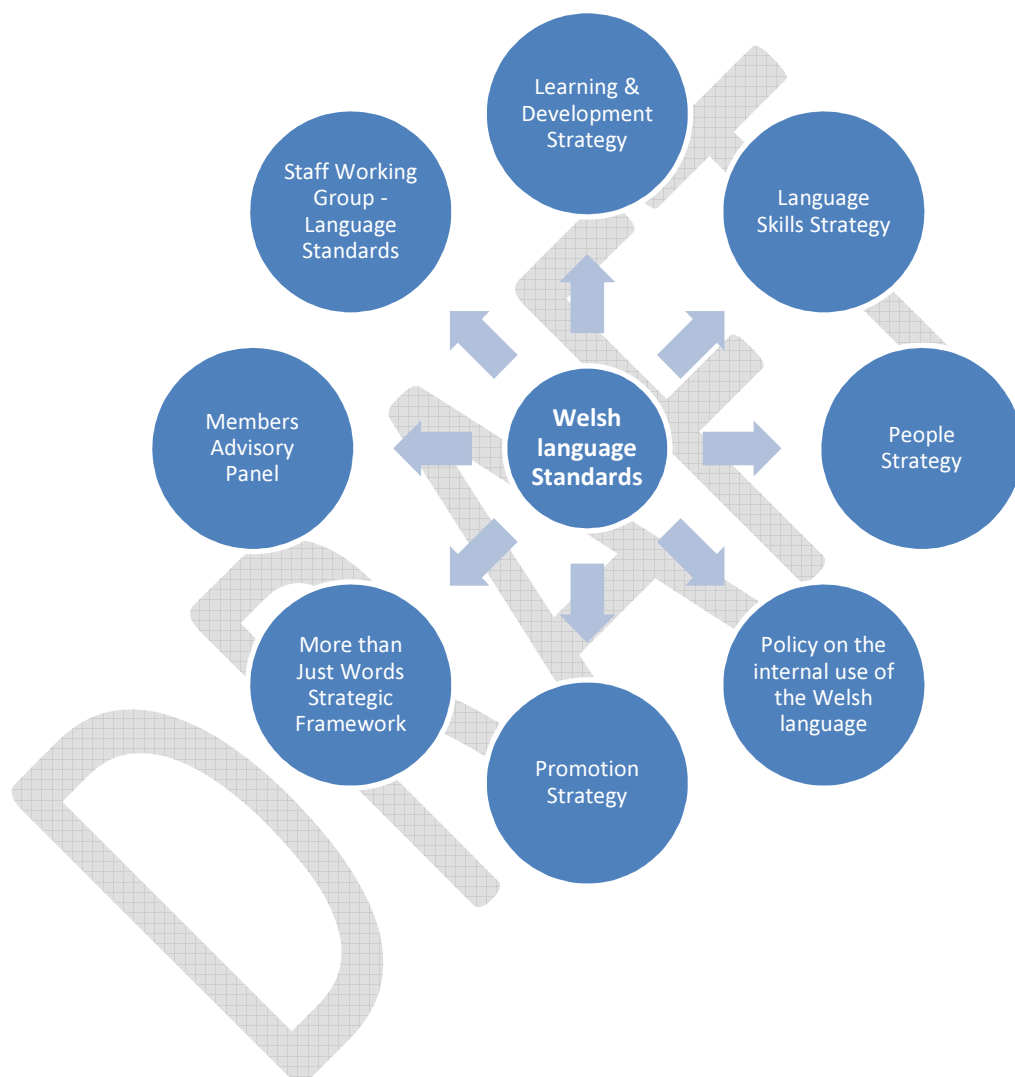 Learning &
Development
Strategy
Language
Skills Strategy
People
Strategy
Policy on the
internal use of
the Welsh
language
Promotion
Strategy
More than
Just Words
Strategic
Framework
Members
Advisory
Panel
Staff Working
Group -
Language
Standards
Welsh
language
Standards
DRAFT